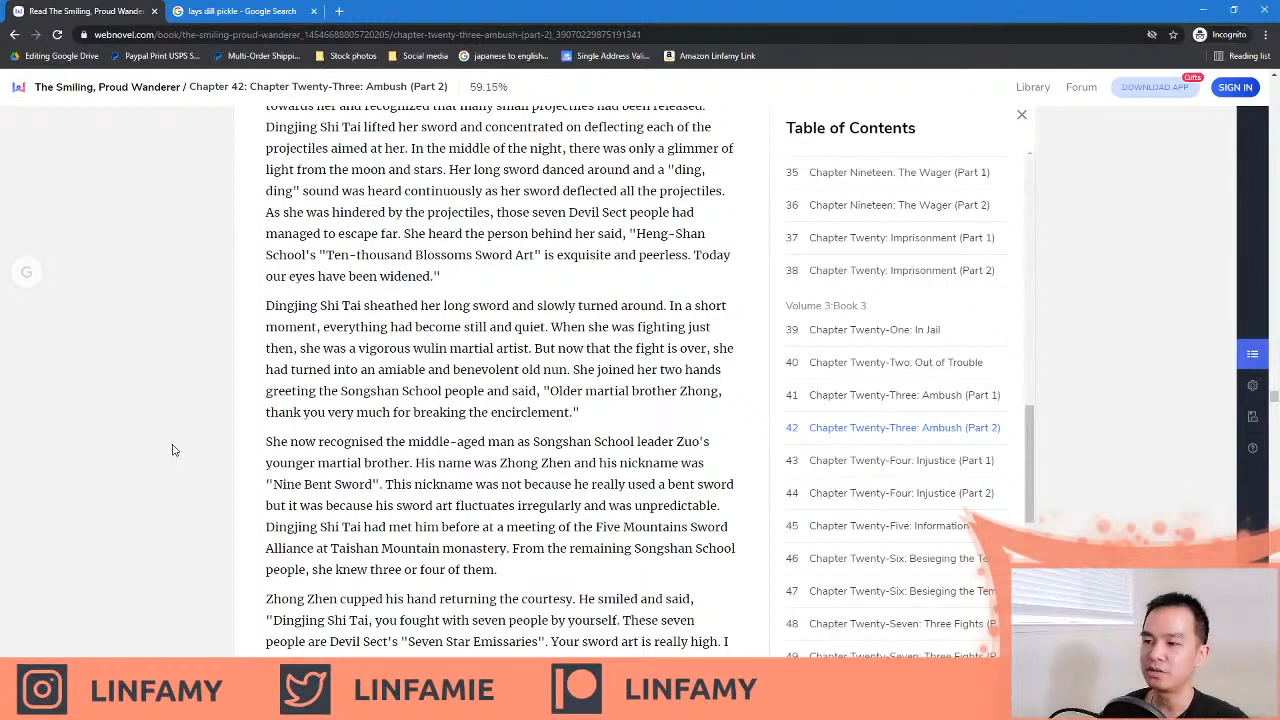 Read The Smiling, Proud Wander
lays dill pickle - Google Search
webnovel.com/book/the-smiling-proud-wanderer_14546688805720205/chapter-twenty-three-ambush-(part-2)_39070229875191341
Incognito
Editing Google Drive
Paypal Print USPS S...
Multi-Order Shippi...
Stock photos
Social media
japanese to english...
Single Address Vali...
Amazon Linfamy Link
Reading list
The Smiling, Proud Wanderer / Chapter 42: Chapter Twenty-Three: Ambush (Part 2)
59.15%
Library
Forum
Gifts
DOWNLOAD APP
SIGN IN
towards her and recognized that many small projectiles had been released.
Dingjing Shi Tai lifted her sword and concentrated on deflecting each of the
projectiles aimed at her. In the middle of the night, there was only a glimmer of
light from the moon and stars. Her long sword danced around and a "ding,
ding" sound was heard continuously as her sword deflected all the projectiles.
As she was hindered by the projectiles, those seven Devil Sect people had
managed to escape far. She heard the person behind her said, "Heng-Shan
School's "Ten-thousand Blossoms Sword Art" is exquisite and peerless. Today
our eyes have been widened."
Dingjing Shi Tai sheathed her long sword and slowly turned around. In a short
moment, everything had become still and quiet. When she was fighting just
then, she was a vigorous wulin martial artist. But now that the fight is over, she
had turned into an amiable and benevolent old nun. She joined her two hands
greeting the Songshan School people and said, "Older martial brother Zhong,
thank you very much for breaking the encirclement."
She now recognised the middle-aged man as Songshan School leader Zuo's
younger martial brother. His name was Zhong Zhen and his nickname was
"Nine Bent Sword". This nickname was not because he really used a bent sword
but it was because his sword art fluctuates irregularly and was unpredictable.
Dingjing Shi Tai had met him before at a meeting of the Five Mountains Sword
Alliance at Taishan Mountain monastery. From the remaining Songshan School
people, she knew three or four of them.
Zhong Zhen cupped his hand returning the courtesy. He smiled and said,
"Dingjing Shi Tai, you fought with seven people by yourself. These seven
people are Devil Sect's "Seven Star Emissaries". Your sword art is really high. I
Table of Contents
35 Chapter Nineteen: The Wager (Part 1)
36 Chapter Nineteen: The Wager (Part 2)
37 Chapter Twenty: Imprisonment (Part 1)
38 Chapter Twenty: Imprisonment (Part 2)
Volume 3:Book 3
39 Chapter Twenty-One: In Jail
40 Chapter Twenty-Two: Out of Trouble
41 Chapter Twenty-Three: Ambush (Part 1)
42 Chapter Twenty-Three: Ambush (Part 2)
43 Chapter Twenty-Four: Injustice (Part 1)
44 Chapter Twenty-Four: Injustice (Part 2)
45 Chapter Twenty-Five: Information
46 Chapter Twenty-Six: Besieging the Te
47 Chapter Twenty-Six: Besieging the Tem
48 Chapter Twenty-Seven: Three Fights (P
49 Chapter Twenty-Seven: Three Fights (P
G
LINFAMY
LINFAMIE
LINFAMY